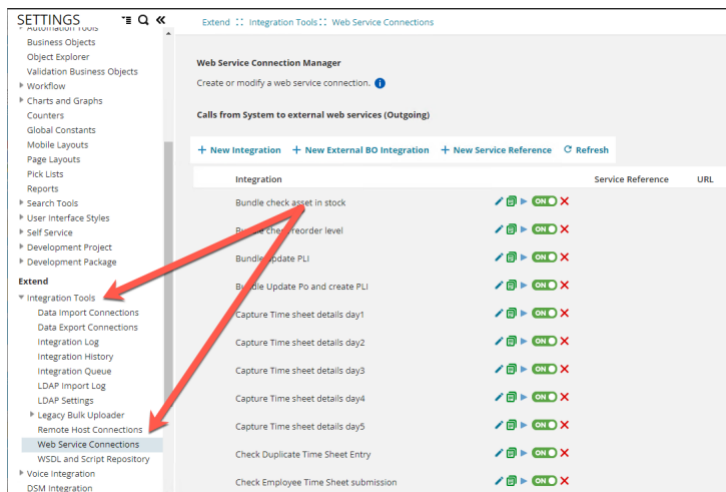 SETTINGS
Automation Tools
Business Objects
Object Explorer
Validation Business Objects
Workflow
Charts and Graphs
Counters
Global Constants
Mobile Layouts
Page Layouts
Pick Lists
Reports
Search Tools
User Interface Styles
Self Service
Development Project
Development Package
Extend
Integration Tools
Data Import Connections
Data Export Connections
Integration Log
Integration History
Integration Queue
LDAP Import Log
LDAP Settings
Legacy Bulk Uploader
Remote Host Connections
Web Service Connections
WSDL and Script Repository
Voice Integration
DSM Integration
Extend :: Integration Tools :: Web Service Connections
Web Service Connection Manager
Create or modify a web service connection.
Calls from System to external web services (Outgoing)
+ New Integration + New External BO Integration + New Service Reference Refresh
Integration Service Reference URL
Bundle check asset in stock ON
Bundle check reorder level ON
Bundle update PLI ON
Bundle Update Po and create PLI ON
Capture Time sheet details day1 ON
Capture Time sheet details day2 ON
Capture Time sheet details day3 ON
Capture Time sheet details day4 ON
Capture Time sheet details day5 ON
Check Duplicate Time Sheet Entry ON
Check Employee Time Sheet submission ON